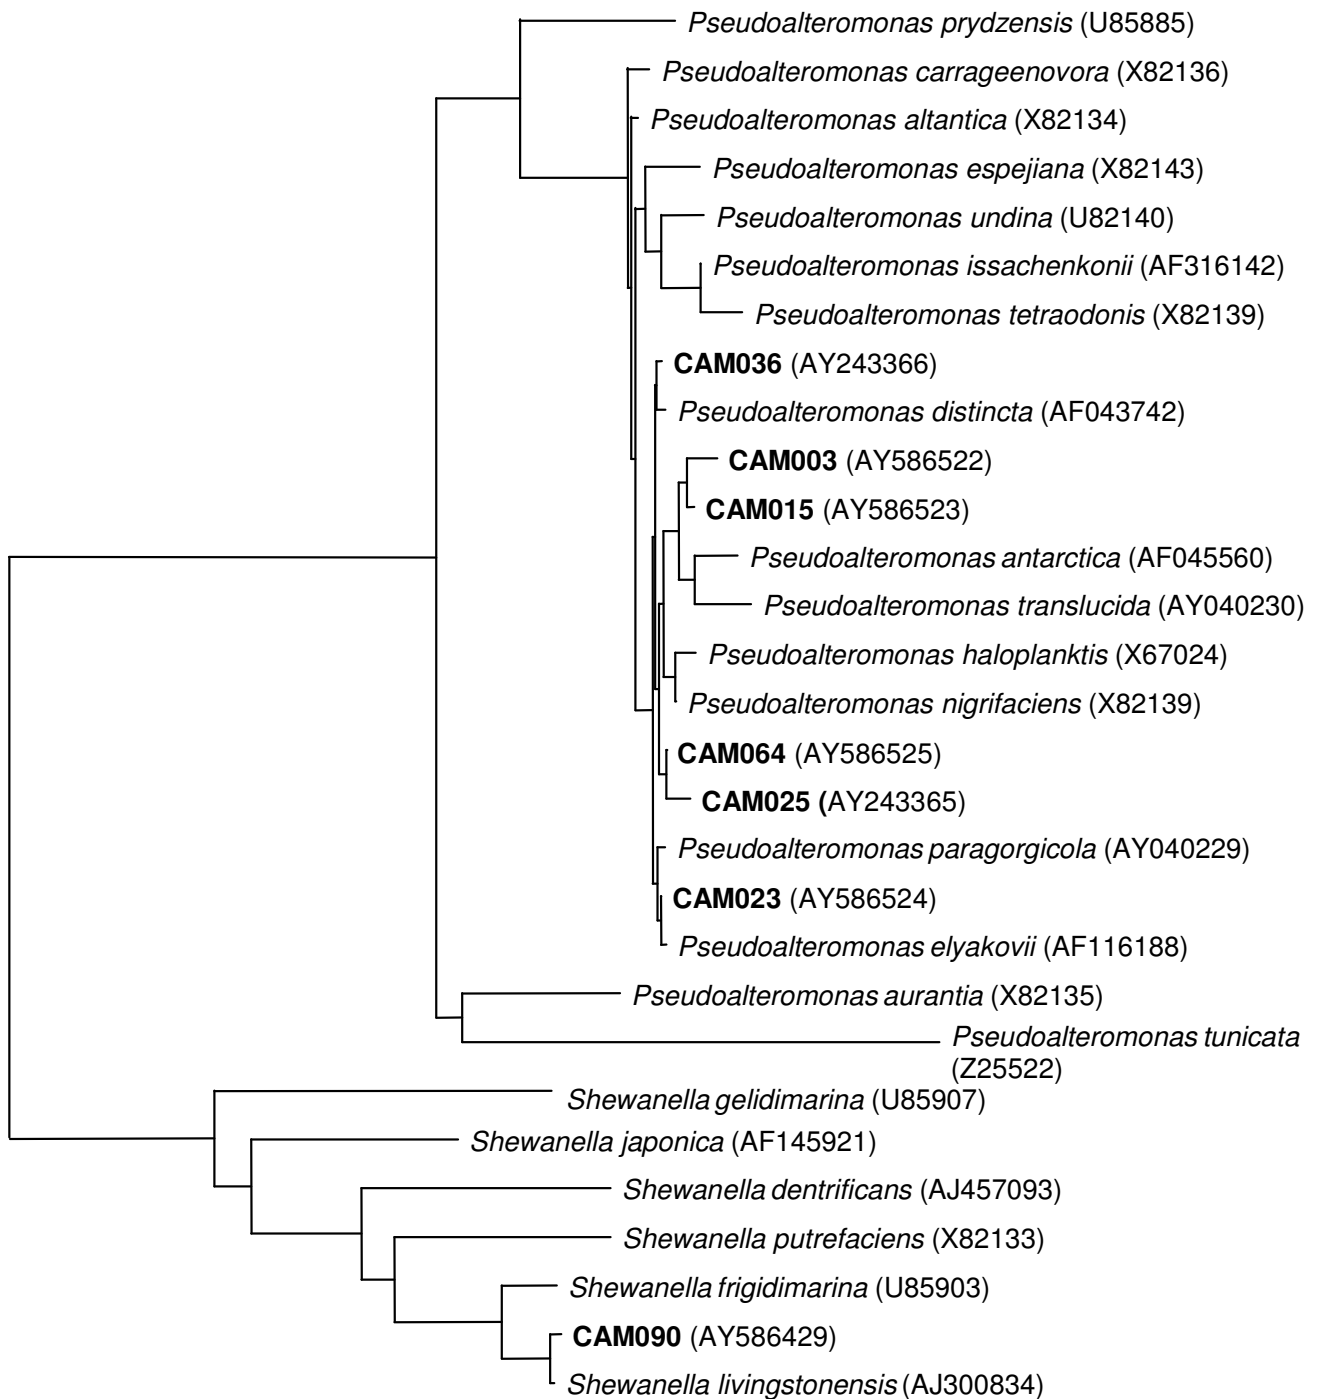 Pseudoalteromonas prydzensis (U85885)
Pseudoalteromonas carrageenovora (X82136)
Pseudoalteromonas altantica (X82134)
Pseudoalteromonas espejiana (X82143)
Pseudoalteromonas undina (U82140)
Pseudoalteromonas issachenkonii (AF316142)
Pseudoalteromonas tetraodonis (X82139)
CAM036 (AY243366)
Pseudoalteromonas distincta (AF043742)
CAM003 (AY586522)
CAM015 (AY586523)
Pseudoalteromonas antarctica (AF045560)
Pseudoalteromonas translucida (AY040230)
Pseudoalteromonas haloplanktis (X67024)
Pseudoalteromonas nigrifaciens (X82139)
CAM064 (AY586525)
CAM025 (AY243365)
Pseudoalteromonas paragorgicola (AY040229)
CAM023 (AY586524)
Pseudoalteromonas elyakovii (AF116188)
Pseudoalteromonas aurantia (X82135)
Pseudoalteromonas tunicata
(Z25522)
Shewanella gelidimarina (U85907)
Shewanella japonica (AF145921)
Shewanella dentrificans (AJ457093)
Shewanella putrefaciens (X82133)
Shewanella frigidimarina (U85903)
CAM090 (AY586429)
Shewanella livingstonensis (AJ300834)